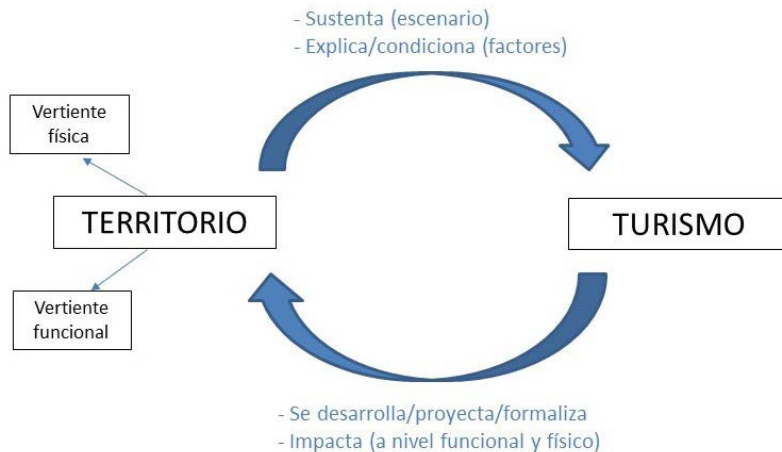 - Sustenta (escenario)
- Explica/condiciona (factores)
Vertiente
física
TERRITORIO
TURISMO
Vertiente
funcional
- Se desarrolla/proyecta/formaliza
- Impacta (a nivel funcional y físico)